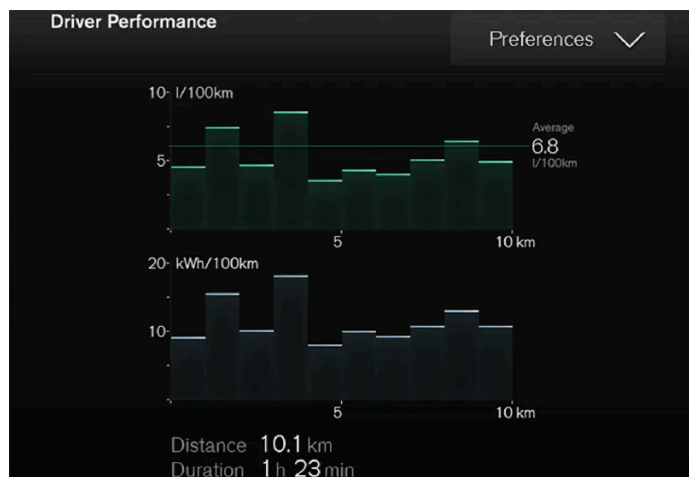 Driver Performance
Preferences
10 l/100km
Average
6.8
l/100km
5
5 10 km
20 kWh/100km
10
5 10 km
Distance 10.1 km
Duration 1 h 23 min